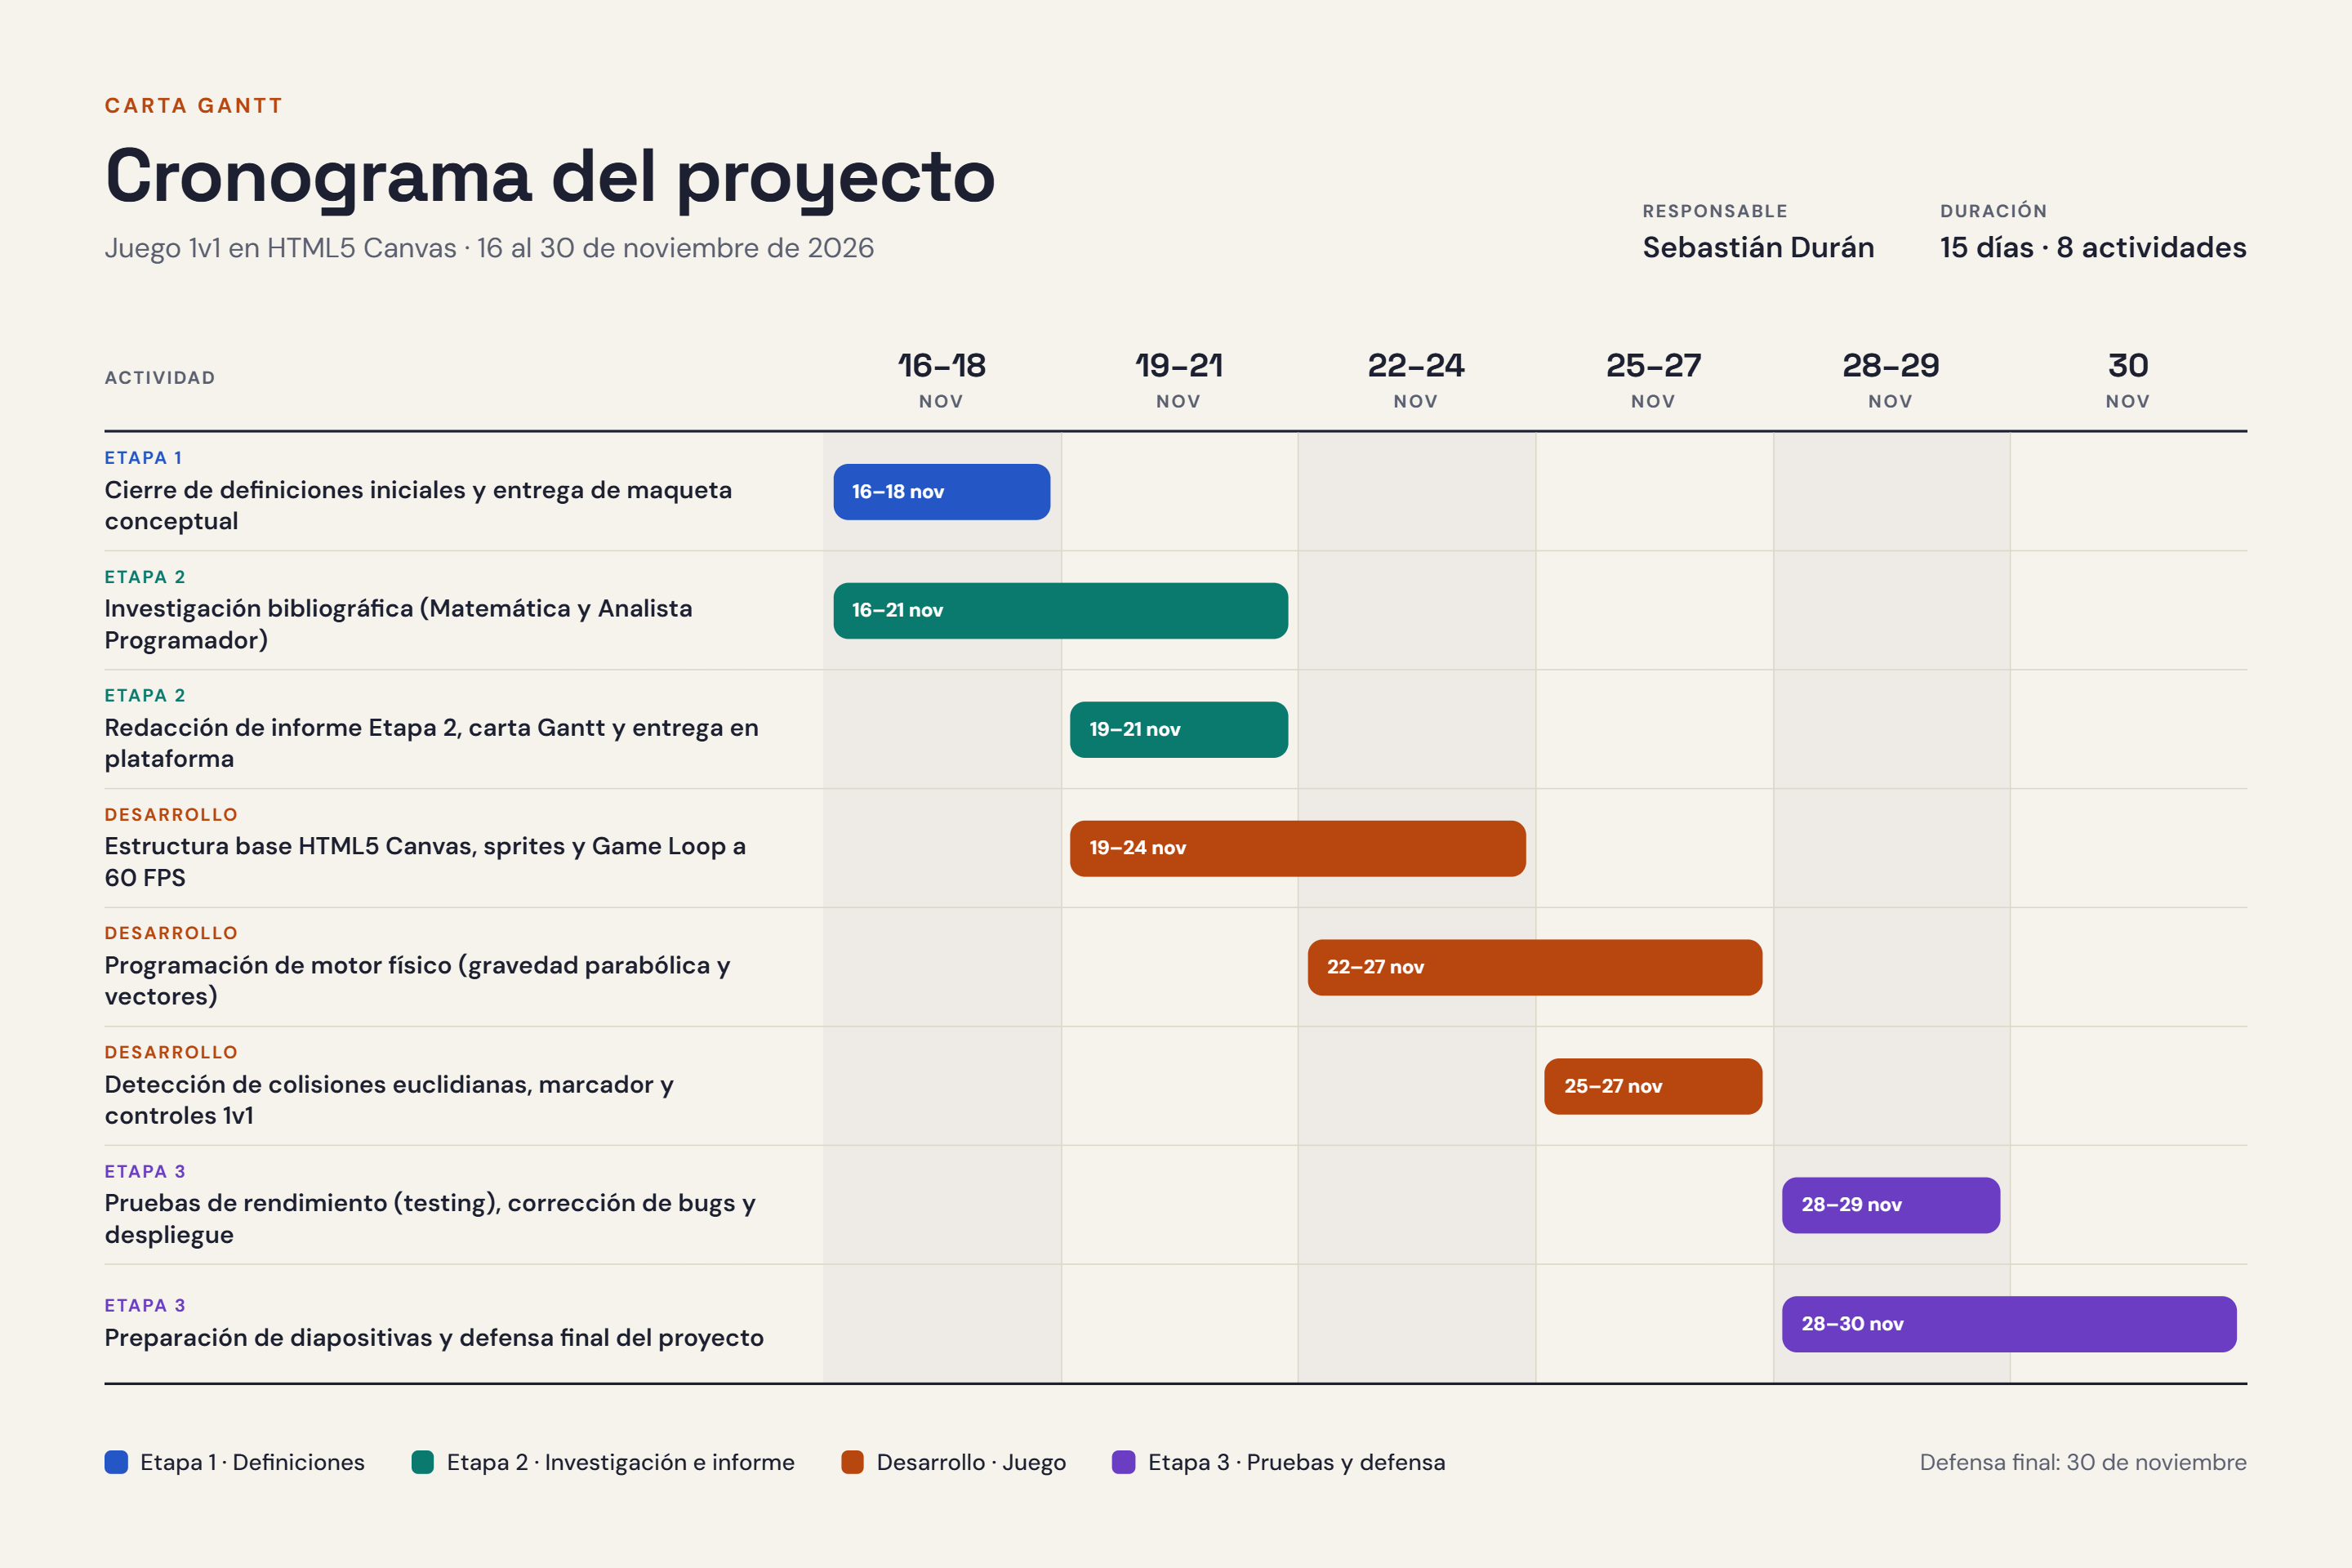 CARTA GANTT
Cronograma del proyecto
Juego 1v1 en HTML5 Canvas · 16 al 30 de noviembre de 2026
RESPONSABLE
Sebastián Durán
DURACIÓN
15 días · 8 actividades
ACTIVIDAD
16–18
NOV
19–21
NOV
22–24
NOV
25–27
NOV
28–29
NOV
30
NOV
ETAPA 1
Cierre de definiciones iniciales y entrega de maqueta
conceptual
16–18 nov
ETAPA 2
Investigación bibliográfica (Matemática y Analista
Programador)
16–21 nov
ETAPA 2
Redacción de informe Etapa 2, carta Gantt y entrega en
plataforma
19–21 nov
DESARROLLO
Estructura base HTML5 Canvas, sprites y Game Loop a
60 FPS
19–24 nov
DESARROLLO
Programación de motor físico (gravedad parabólica y
vectores)
22–27 nov
DESARROLLO
Detección de colisiones euclidianas, marcador y
controles 1v1
25–27 nov
ETAPA 3
Pruebas de rendimiento (testing), corrección de bugs y
despliegue
28–29 nov
ETAPA 3
Preparación de diapositivas y defensa final del proyecto
28–30 nov
Etapa 1 · Definiciones
Etapa 2 · Investigación e informe
Desarrollo · Juego
Etapa 3 · Pruebas y defensa
Defensa final: 30 de noviembre